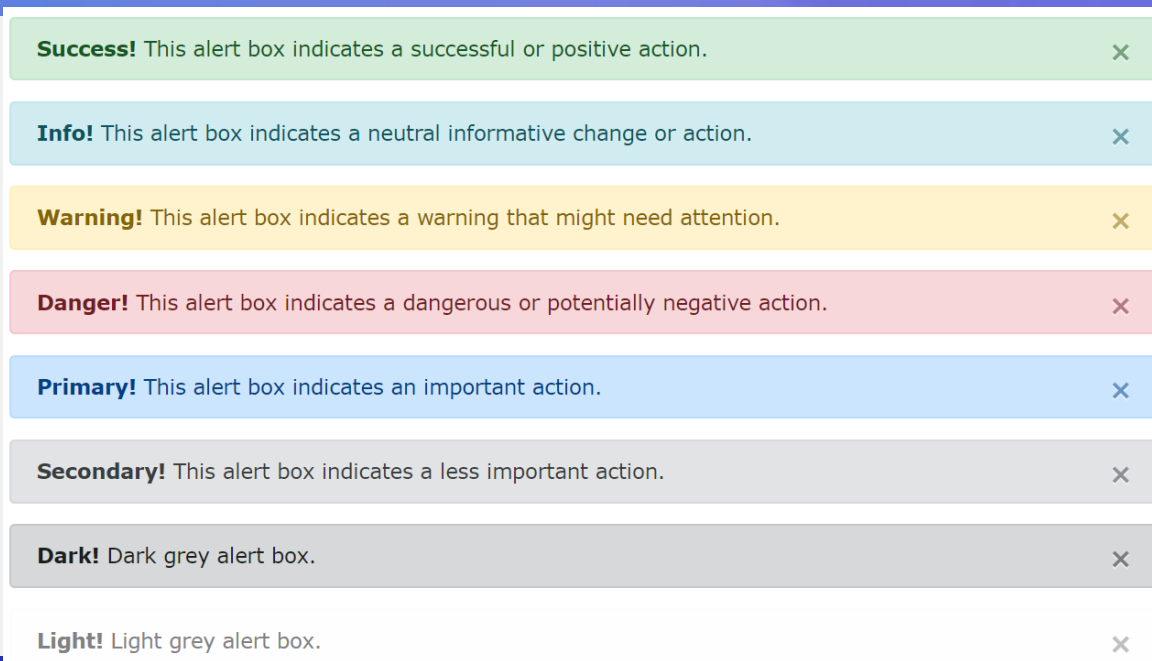 Success! This alert box indicates a successful or positive action. ×
Info! This alert box indicates a neutral informative change or action. ×
Warning! This alert box indicates a warning that might need attention. ×
Danger! This alert box indicates a dangerous or potentially negative action. ×
Primary! This alert box indicates an important action. ×
Secondary! This alert box indicates a less important action. ×
Dark! Dark grey alert box. ×
Light! Light grey alert box. ×